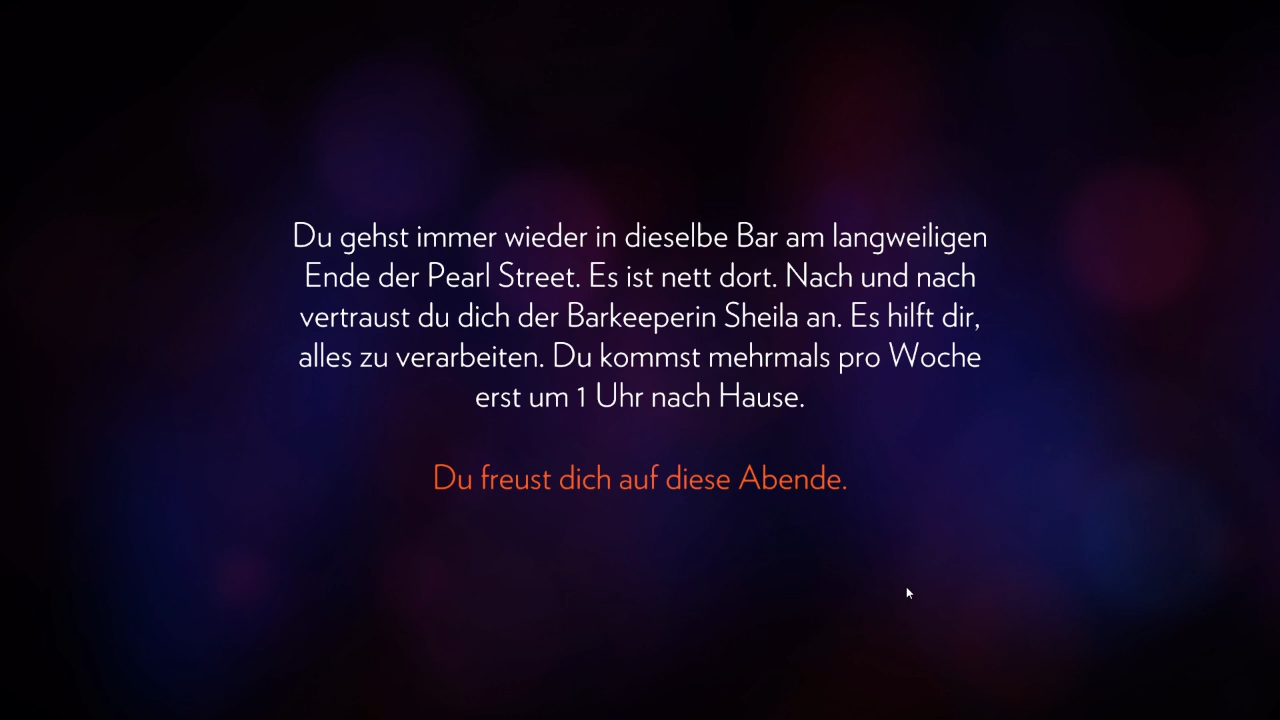 Du gehst immer wieder in dieselbe Bar am langweiligen
Ende der Pearl Street. Es ist nett dort. Nach und nach
vertraust du dich der Barkeeperin Sheila an. Es hilft dir,
alles zu verarbeiten. Du kommst mehrmals pro Woche
erst um 1 Uhr nach Hause.
Du freust dich auf diese Abende.